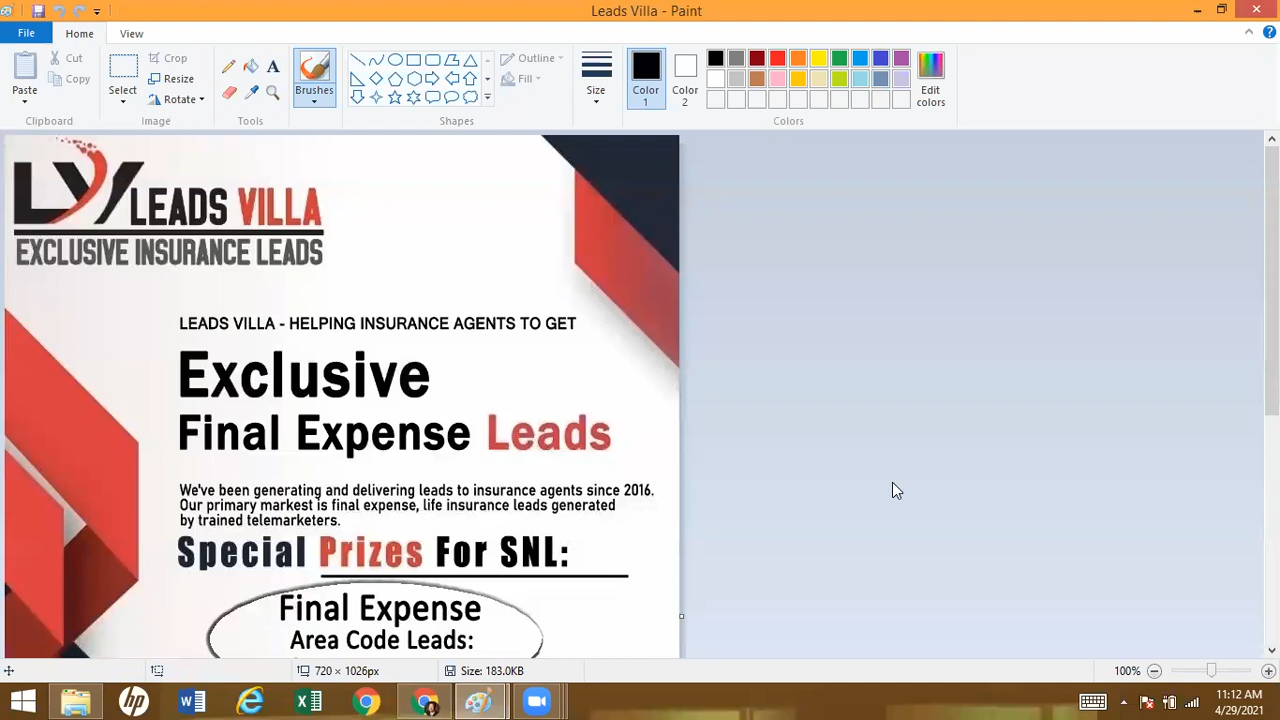 Leads Villa - Paint
File
Home
View
Paste
Cut
Copy
Clipboard
Select
Crop
Resize
Rotate
Image
A
Tools
Brushes
Outline
Fill
Shapes
Size
Color
1
Color
2
Edit
colors
Colors
LV LEADS VILLA
EXCLUSIVE INSURANCE LEADS
LEADS VILLA - HELPING INSURANCE AGENTS TO GET
Exclusive
Final Expense Leads
We've been generating and delivering leads to insurance agents since 2016.
Our primary markest is final expense, life insurance leads generated
by trained telemarketers.
Special Prizes For SNL:
Final Expense
Area Code Leads:
720 × 1026px
Size: 183.0KB
100%
11:12 AM
4/29/2021